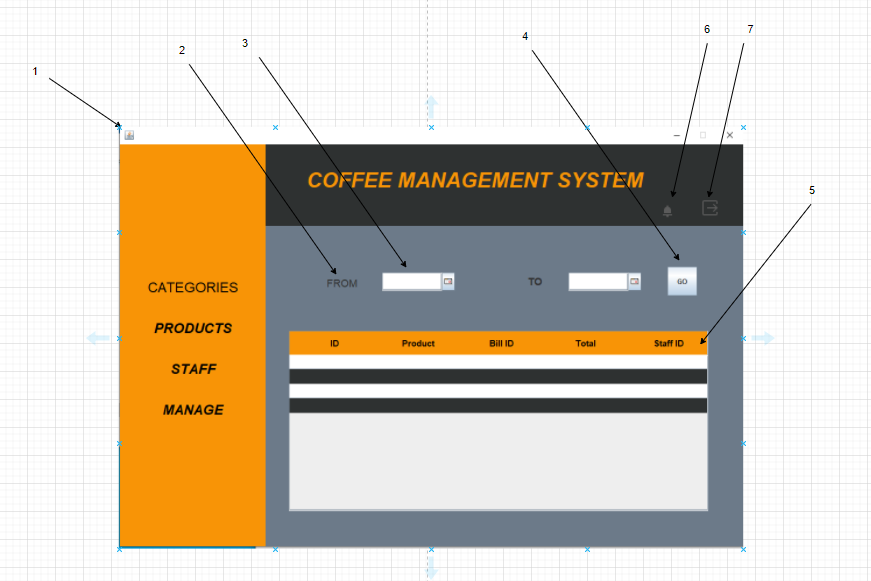 6
7
4
3
2
1
COFFEE MANAGEMENT SYSTEM
5
FROM
TO
GO
CATEGORIES
PRODUCTS
STAFF
MANAGE
ID Product Bill ID Total Staff ID